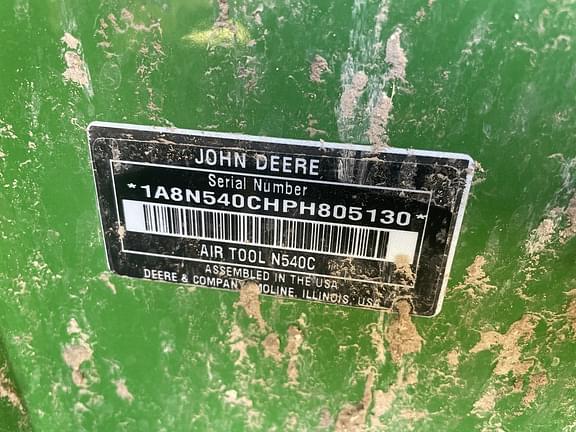 JOHN DEERE
Serial Number
*1A8N540CHPH805130*
AIR TOOL N540C
ASSEMBLED IN THE USA
DEERE & COMPANY MOLINE, ILLINOIS, USA